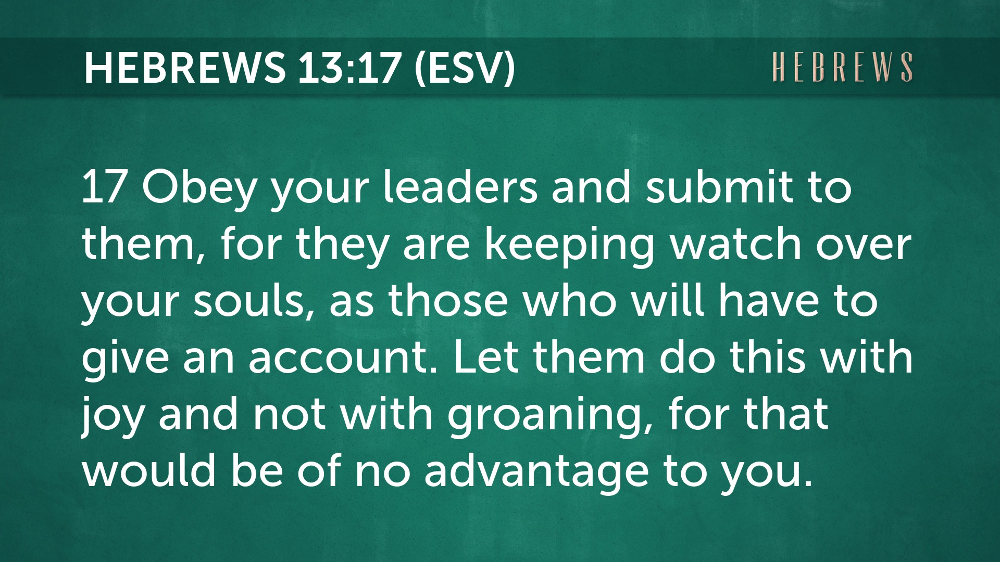 HEBREWS 13:17 (ESV)
HEBREWS
17 Obey your leaders and submit to
them, for they are keeping watch over
your souls, as those who will have to
give an account. Let them do this with
joy and not with groaning, for that
would be of no advantage to you.